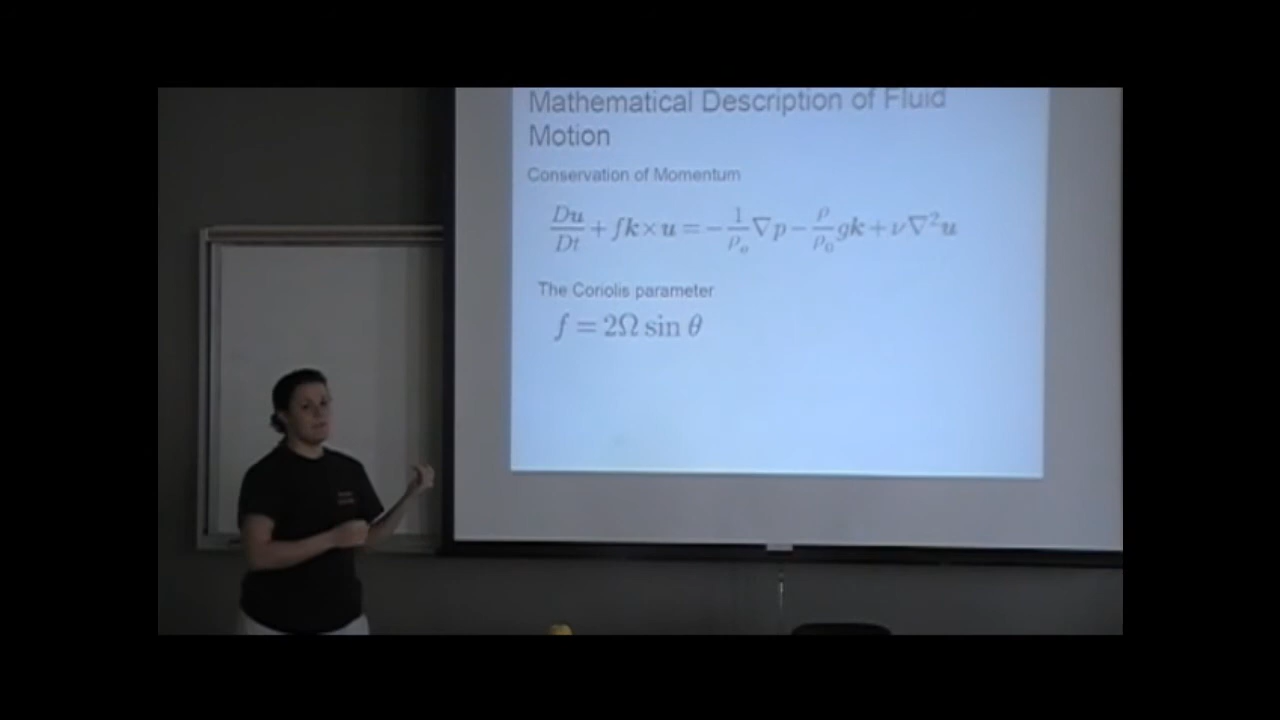 Mathematical Description of Fluid
Motion
Conservation of Momentum
Du/Dt + fk × u = − 1/ρₒ ∇p − ρ/ρ₀ gk + ν∇²u
The Coriolis parameter
f = 2Ω sin θ